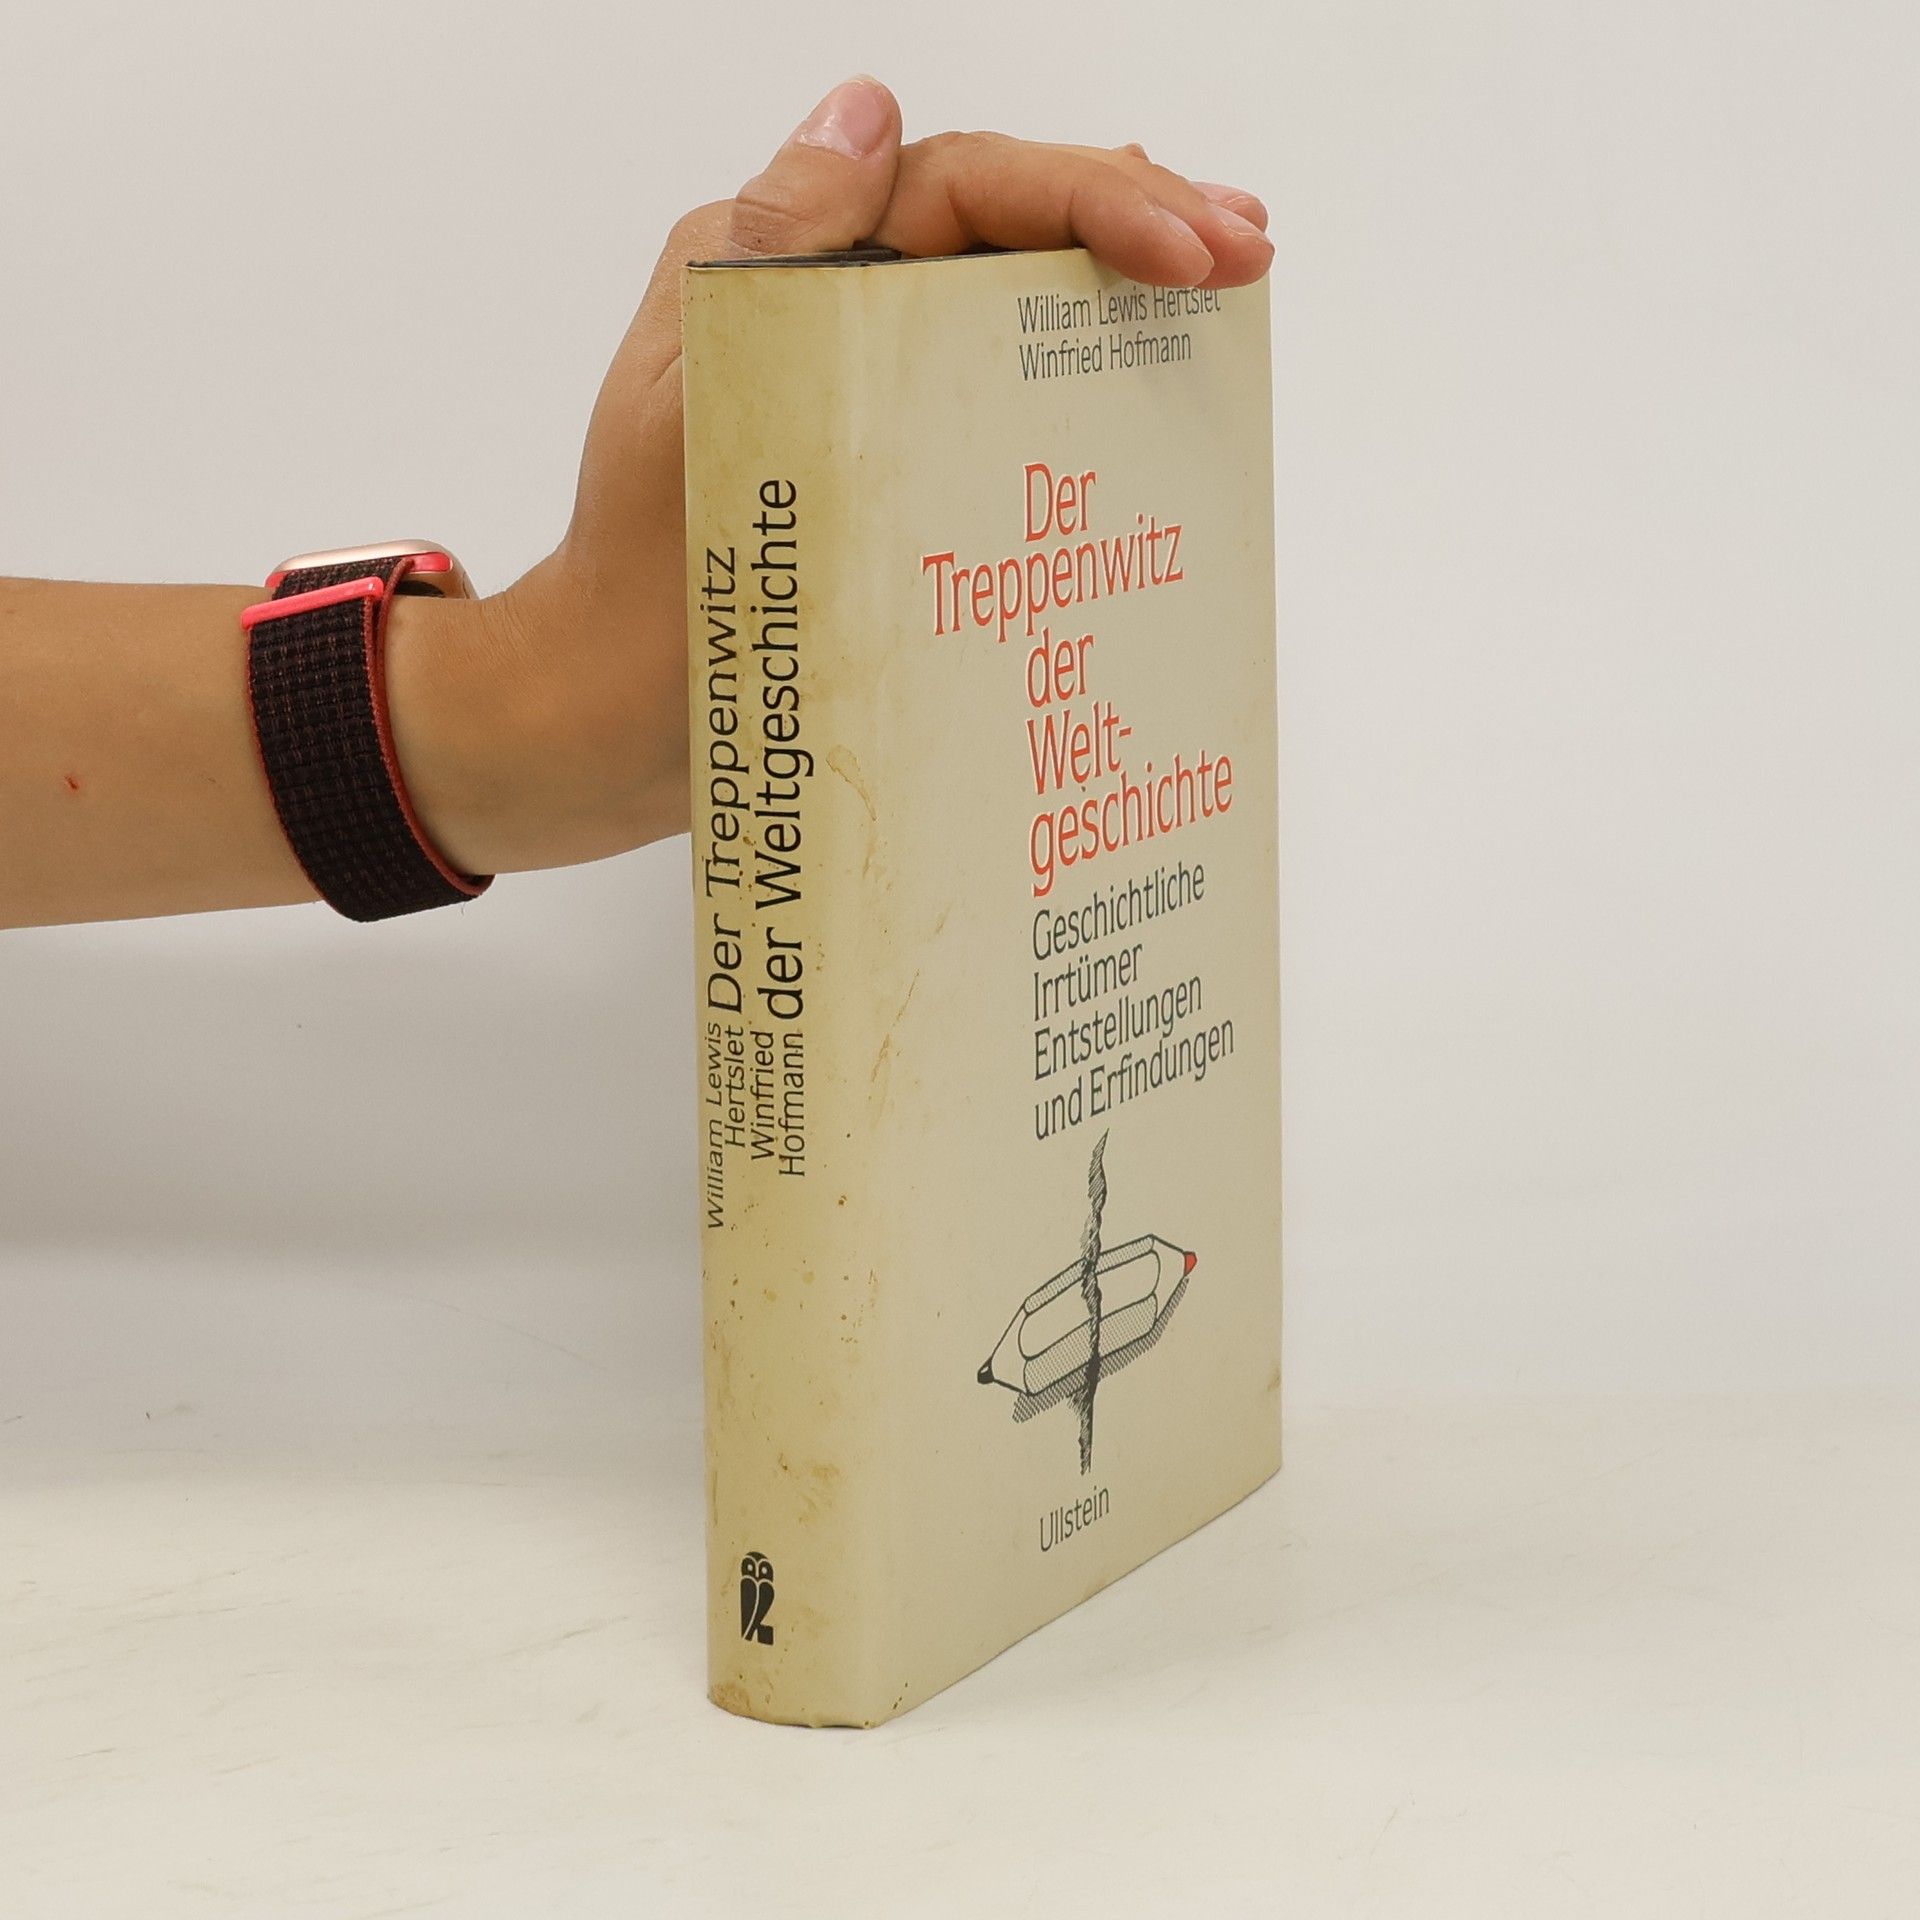 William Lewis Hertslet
Winfried Hofmann
Der
Treppenwitz
der
Welt-
geschichte
Geschichtliche
Irrtümer
Entstellungen
und Erfindungen
Ullstein
William Lewis
Hertslet
Winfried
Hofmann
Der Treppenwitz
der Weltgeschichte